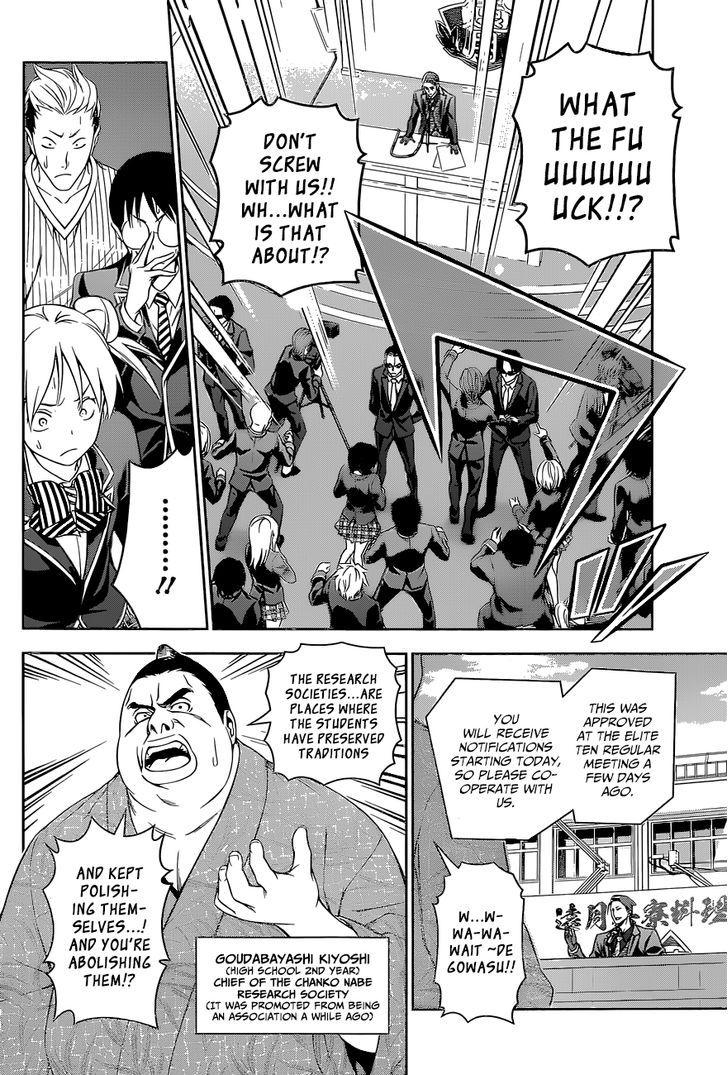 WHAT
THE FU
UUUUUU
UCK!!?
DON'T
SCREW
WITH US!!
WH...WHAT
IS THAT
ABOUT!?
......!!
THIS WAS
APPROVED
AT THE ELITE
TEN REGULAR
MEETING
A FEW DAYS
AGO.
YOU
WILL RECEIVE
NOTIFICATIONS
STARTING TODAY,
SO PLEASE CO-
OPERATE WITH
US.
W...W-
WA-WA-
WAIT ~DE
GOWASU!!
THE RESEARCH
SOCIETIES...ARE
PLACES WHERE
THE STUDENTS
HAVE PRESERVED
TRADITIONS
AND KEPT
POLISH-
ING THEM-
SELVES...!
AND YOU'RE
ABOLISHING
THEM!?
GOUDABAYASHI KIYOSHI
(HIGH SCHOOL 2ND YEAR)
CHIEF OF THE CHANKO NABE
RESEARCH SOCIETY
(IT WAS PROMOTED FROM BEING
AN ASSOCIATION A WHILE AGO)